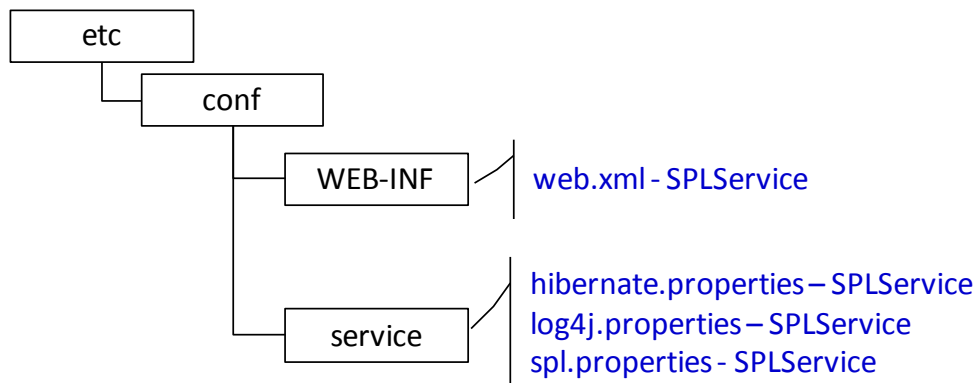 etc
conf
WEB-INF
web.xml - SPLService
hibernate.properties – SPLService
log4j.properties – SPLService
service
spl.properties - SPLService